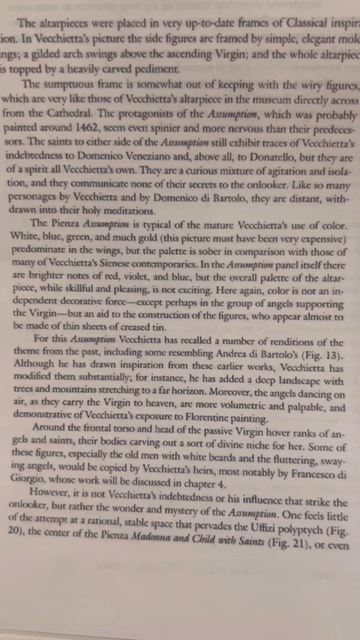 The altarpieces were placed in very up-to-date frames of Classical inspir
ion. In Vecchietta's picture the side figures are framed by simple, elegant mold
ngs; a gilded arch swings above the ascending Virgin; and the whole altarpiec
is topped by a heavily carved pediment.
The sumptuous frame is somewhat out of keeping with the wiry figures,
which are very like those of Vecchietta's altarpiece in the museum directly across
from the Cathedral. The protagonists of the Assumption, which was probably
painted around 1462, seem even spinier and more nervous than their predeces-
sors. The saints to either side of the Assumption still exhibit traces of Vecchietta's
indebtedness to Domenico Veneziano and, above all, to Donatello, but they are
of a spirit all Vecchietta's own. They are a curious mixture of agitation and isola-
tion, and they communicate none of their secrets to the onlooker. Like so many
personages by Vecchietta and by Domenico di Bartolo, they are distant, with-
drawn into their holy meditations.
The Pienza Assumption is typical of the mature Vecchietta's use of color.
White, blue, green, and much gold (this picture must have been very expensive)
predominate in the wings, but the palette is sober in comparison with those of
many of Vecchietta's Sienese contemporaries. In the Assumption panel itself there
are brighter notes of red, violet, and blue, but the overall palette of the altar-
piece, while skillful and pleasing, is not exciting. Here again, color is not an in-
dependent decorative force—except perhaps in the group of angels supporting
the Virgin—but an aid to the construction of the figures, who appear almost to
be made of thin sheets of creased tin.
For this Assumption Vecchietta has recalled a number of renditions of the
theme from the past, including some resembling Andrea di Bartolo's (Fig. 13).
Although he has drawn inspiration from these earlier works, Vecchietta has
modified them substantially; for instance, he has added a deep landscape with
trees and mountains stretching to a far horizon. Moreover, the angels dancing on
air, as they carry the Virgin to heaven, are more volumetric and palpable, and
demonstrative of Vecchietta's exposure to Florentine painting.
Around the frontal torso and head of the passive Virgin hover ranks of an-
gels and saints, their bodies carving out a sort of divine niche for her. Some of
these figures, especially the old men with white beards and the fluttering, sway-
ing angels, would be copied by Vecchietta's heirs, most notably by Francesco di
Giorgio, whose work will be discussed in chapter 4.
However, it is not Vecchietta's indebtedness or his influence that strike the
onlooker, but rather the wonder and mystery of the Assumption. One feels little
of the attempt at a rational, stable space that pervades the Uffizi polyptych (Fig.
20), the center of the Pienza Madonna and Child with Saints (Fig. 21), or even